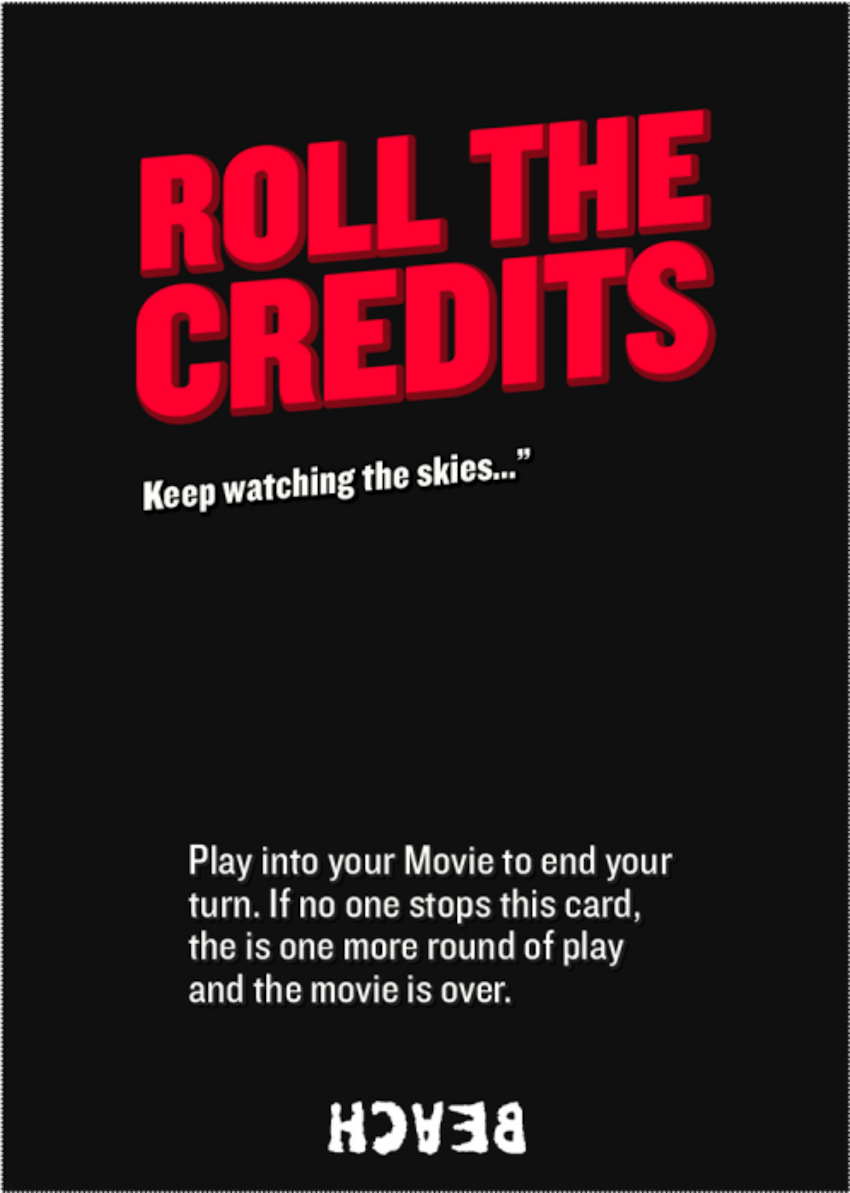 ROLL THE
CREDITS
Keep watching the skies...”
Play into your Movie to end your
turn. If no one stops this card,
the is one more round of play
and the movie is over.
BEACH